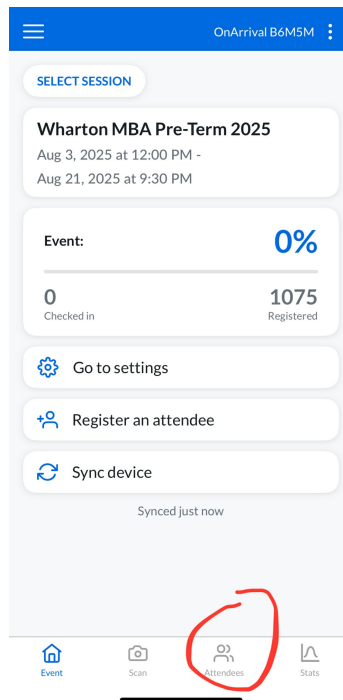 OnArrival B6M5M
SELECT SESSION
Wharton MBA Pre-Term 2025
Aug 3, 2025 at 12:00 PM -
Aug 21, 2025 at 9:30 PM
Event: 0%
0 1075
Checked in Registered
Go to settings
Register an attendee
Sync device
Synced just now
Event Scan Attendees Stats